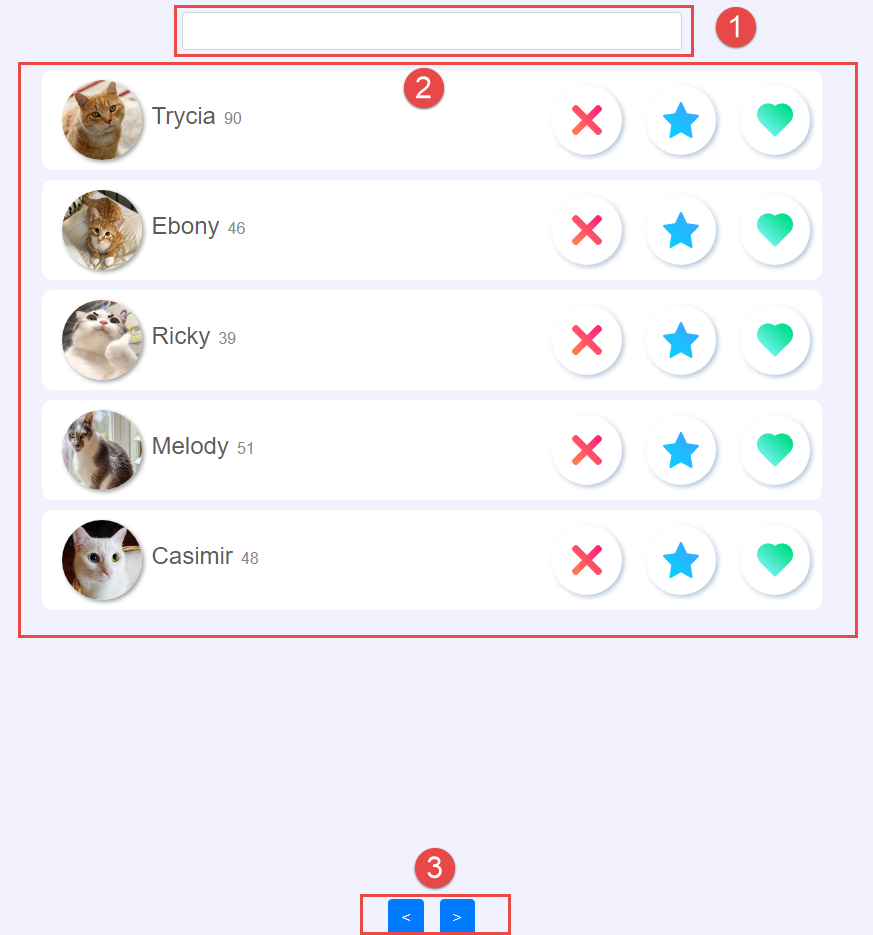 1
2
Trycia 90
Ebony 46
Ricky 39
Melody 51
Casimir 48
3
< >